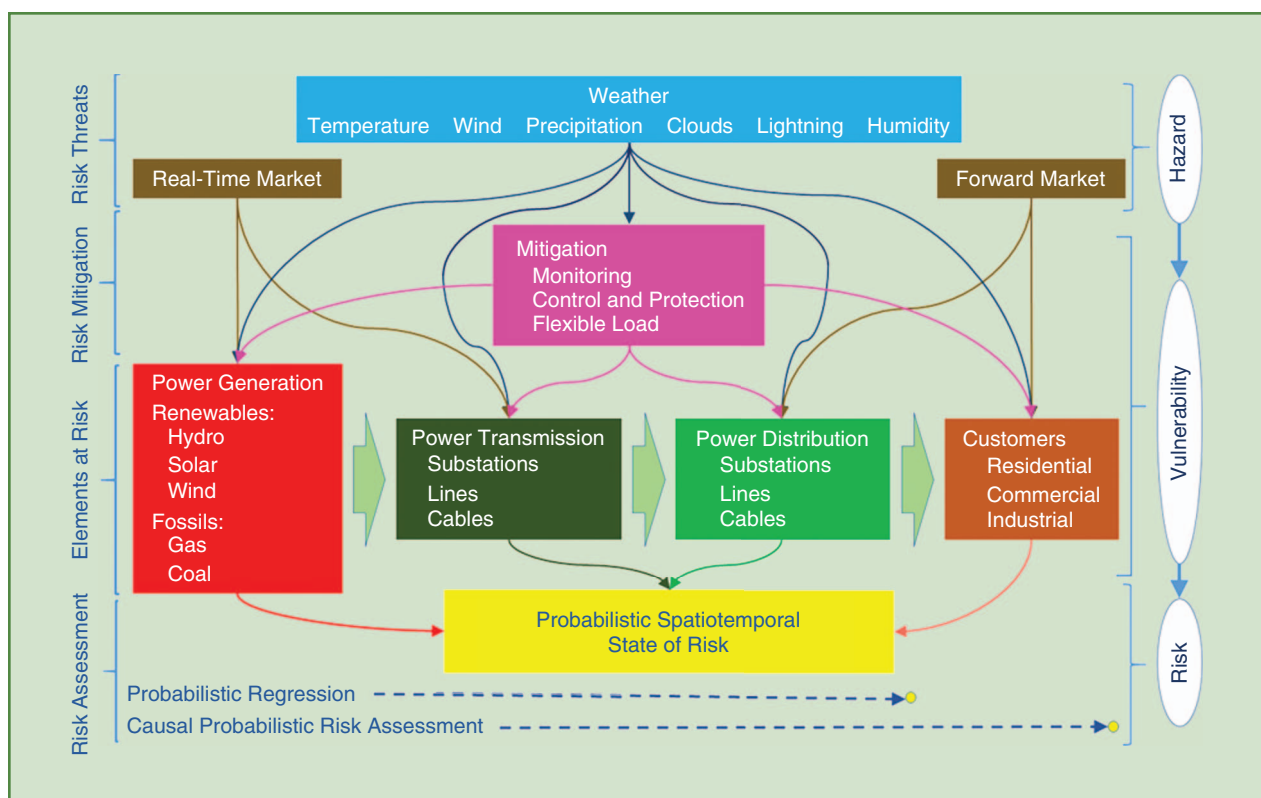 Risk Threats
Weather
Temperature Wind Precipitation Clouds Lightning Humidity
Real-Time Market
Forward Market
Hazard
Risk Mitigation
Mitigation
Monitoring
Control and Protection
Flexible Load
Vulnerability
Elements at Risk
Power Generation
Renewables:
Hydro
Solar
Wind
Fossils:
Gas
Coal
Power Transmission
Substations
Lines
Cables
Power Distribution
Substations
Lines
Cables
Customers
Residential
Commercial
Industrial
Risk Assessment
Probabilistic Spatiotemporal
State of Risk
Risk
Probabilistic Regression
Causal Probabilistic Risk Assessment